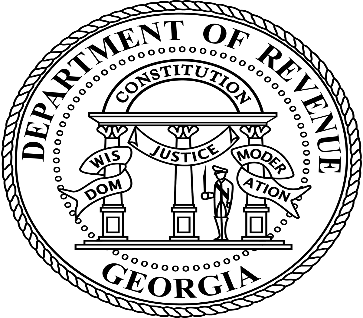 DEPARTMENT OF REVENUE
CONSTITUTION
WIS
DOM
JUSTICE
MODER
ATION
GEORGIA